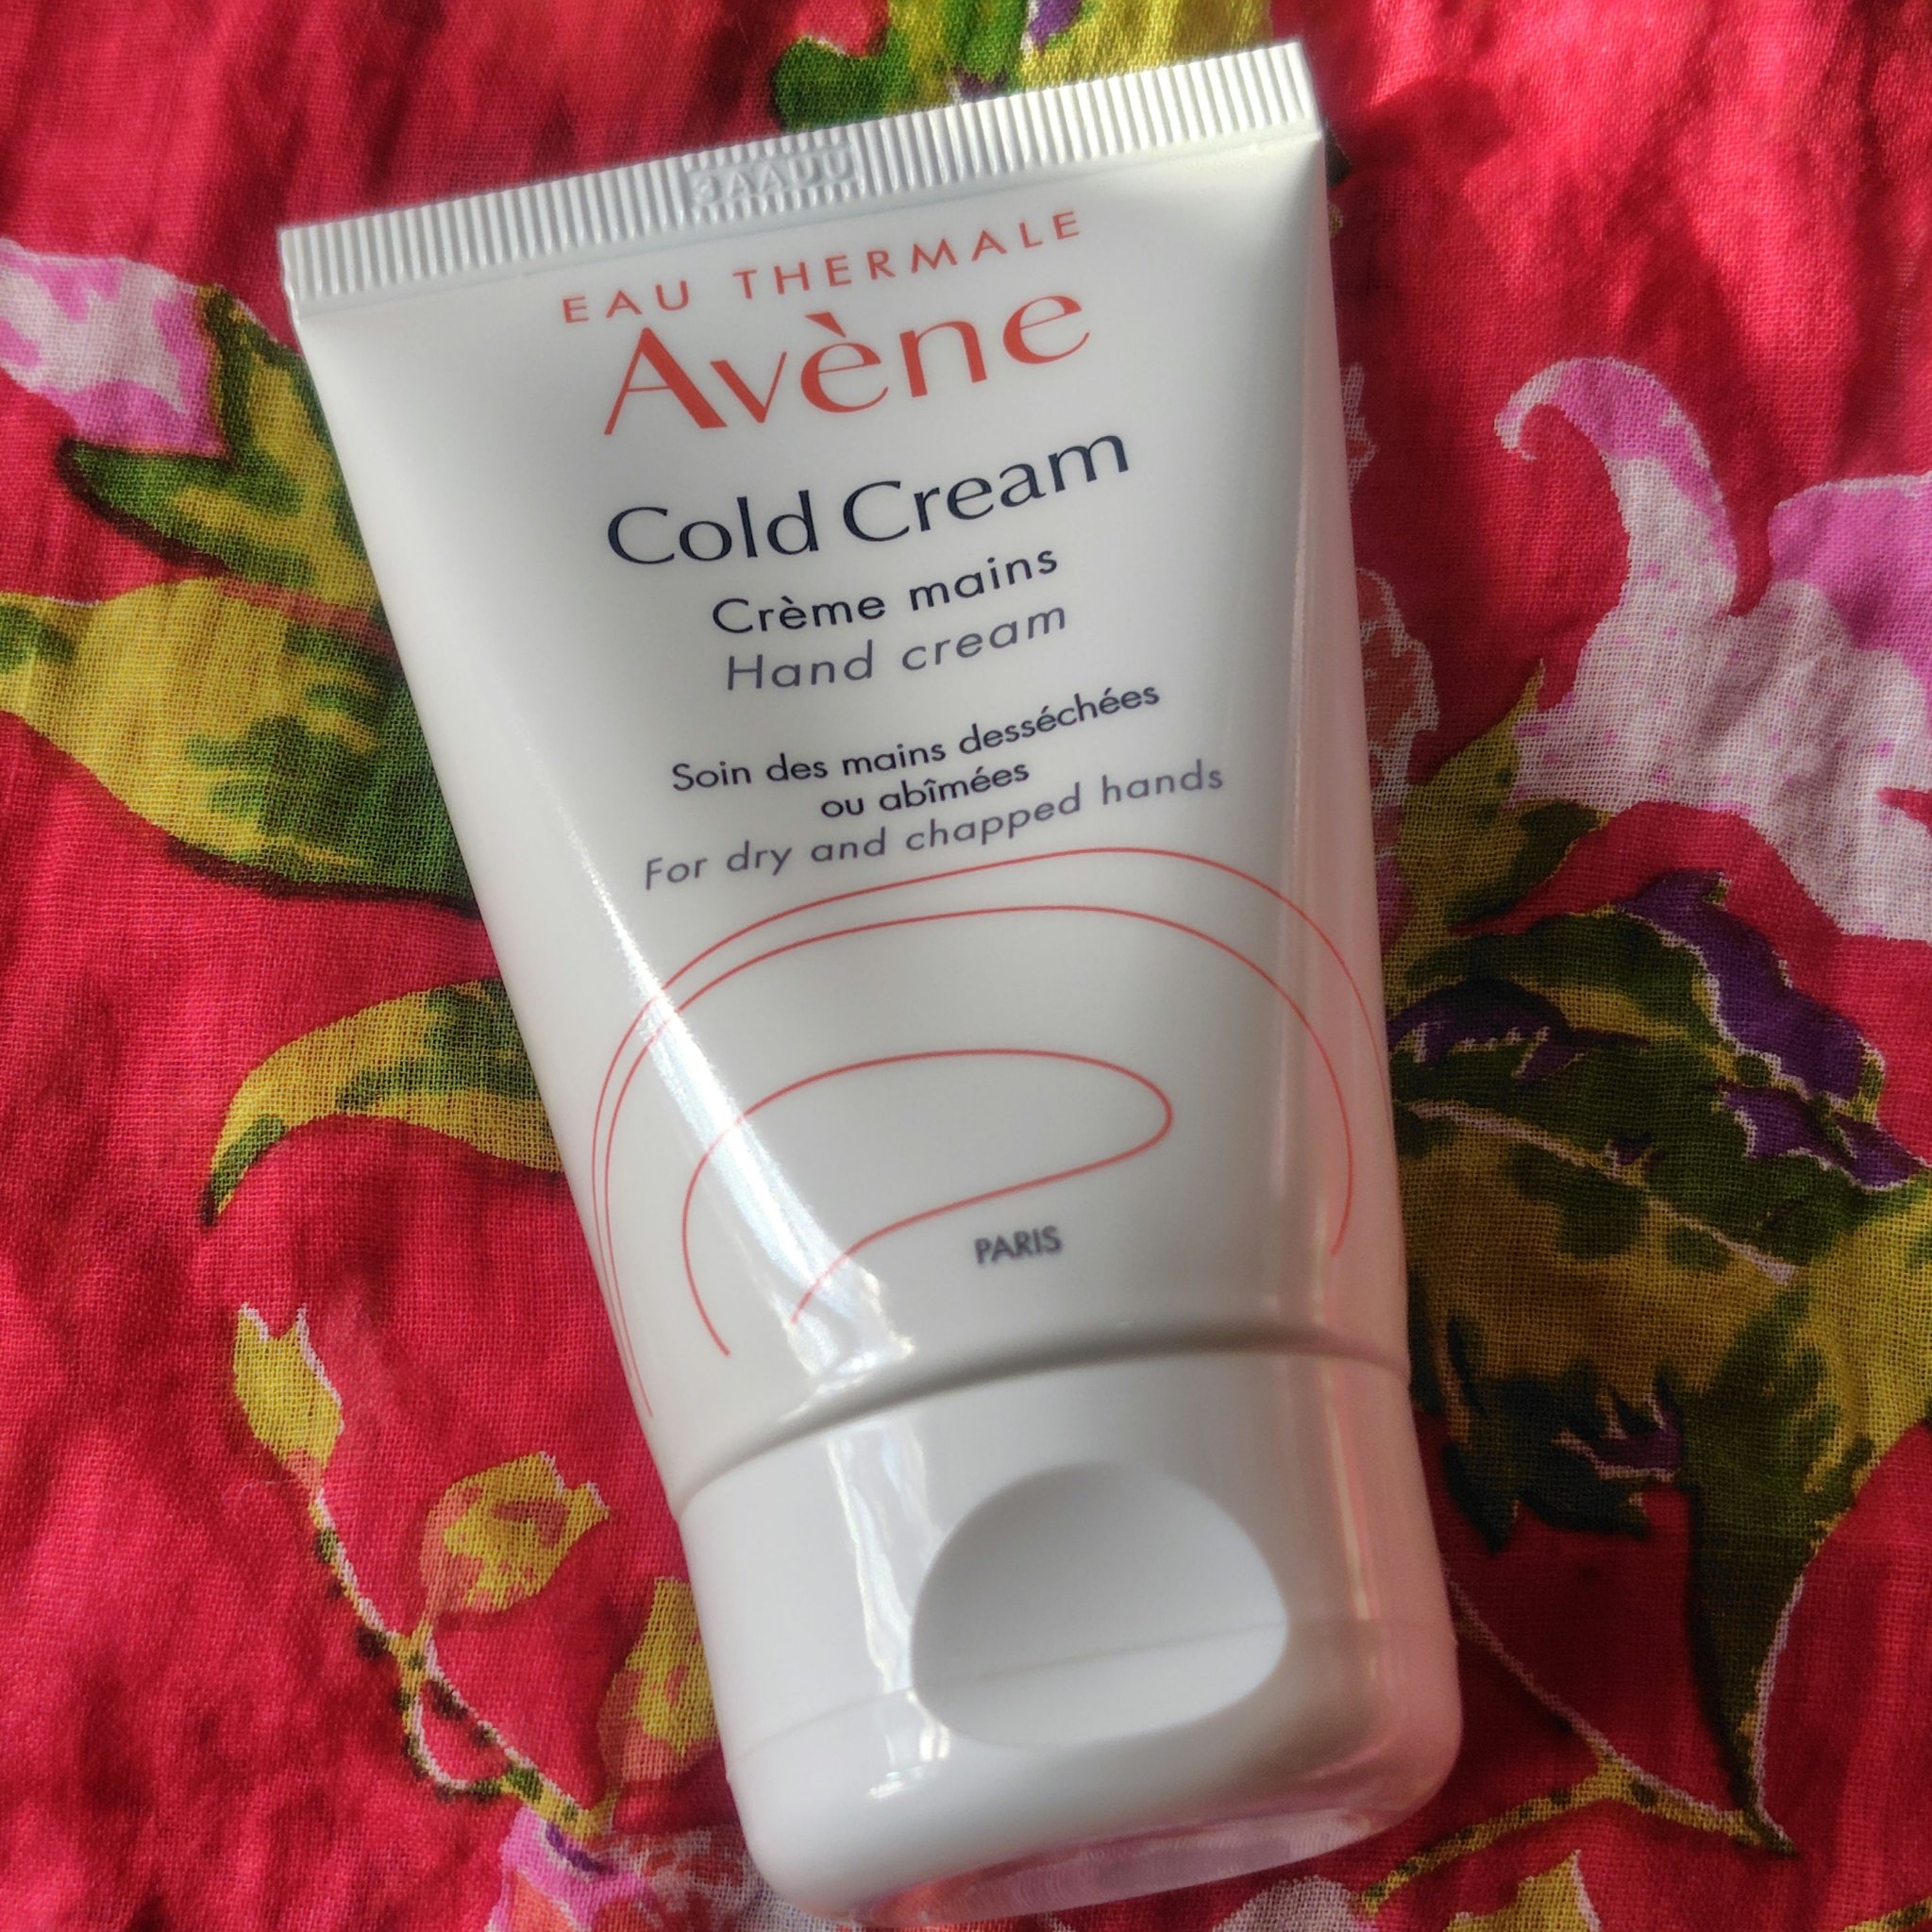 EAU THERMALE
Avène
Cold Cream
Crème mains
Hand cream
Soin des mains desséchées
ou abîmées
For dry and chapped hands
PARIS